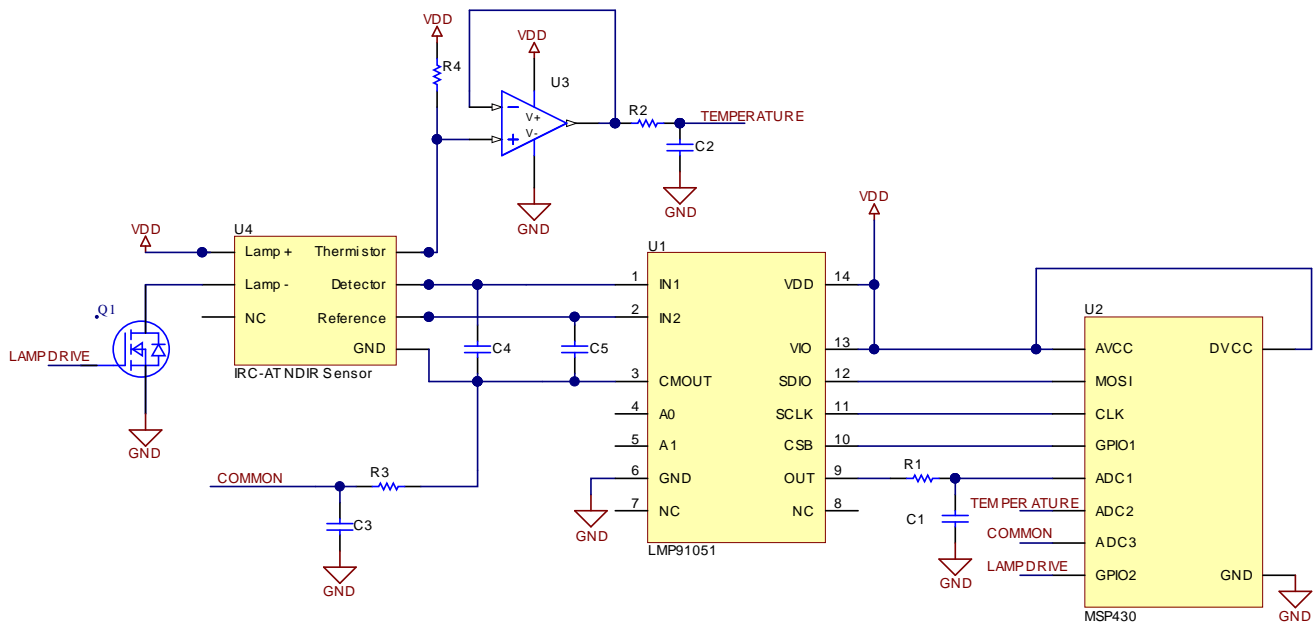 VDD
VDD
R4
U3
V+
V-
R2
TEMPERATURE
C2
GND
GND
VDD
U4
Lamp+
Thermistor
Lamp-
Detector
NC
Reference
GND
IRC-AT NDIR Sensor
Q1
LAMPDRIVE
GND
C4
C5
COMMON
R3
C3
GND
VDD
U1
1 IN1 VDD 14
2 IN2
VIO 13
3 CMOUT SDIO 12
4 A0 SCLK 11
5 A1 CSB 10
6 GND OUT 9
7 NC NC 8
LMP91051
GND
R1
C1
GND
U2
AVCC DVCC
MOSI
CLK
GPIO1
ADC1
TEMPERATURE ADC2
COMMON ADC3
LAMPDRIVE GPIO2 GND
MSP430
GND